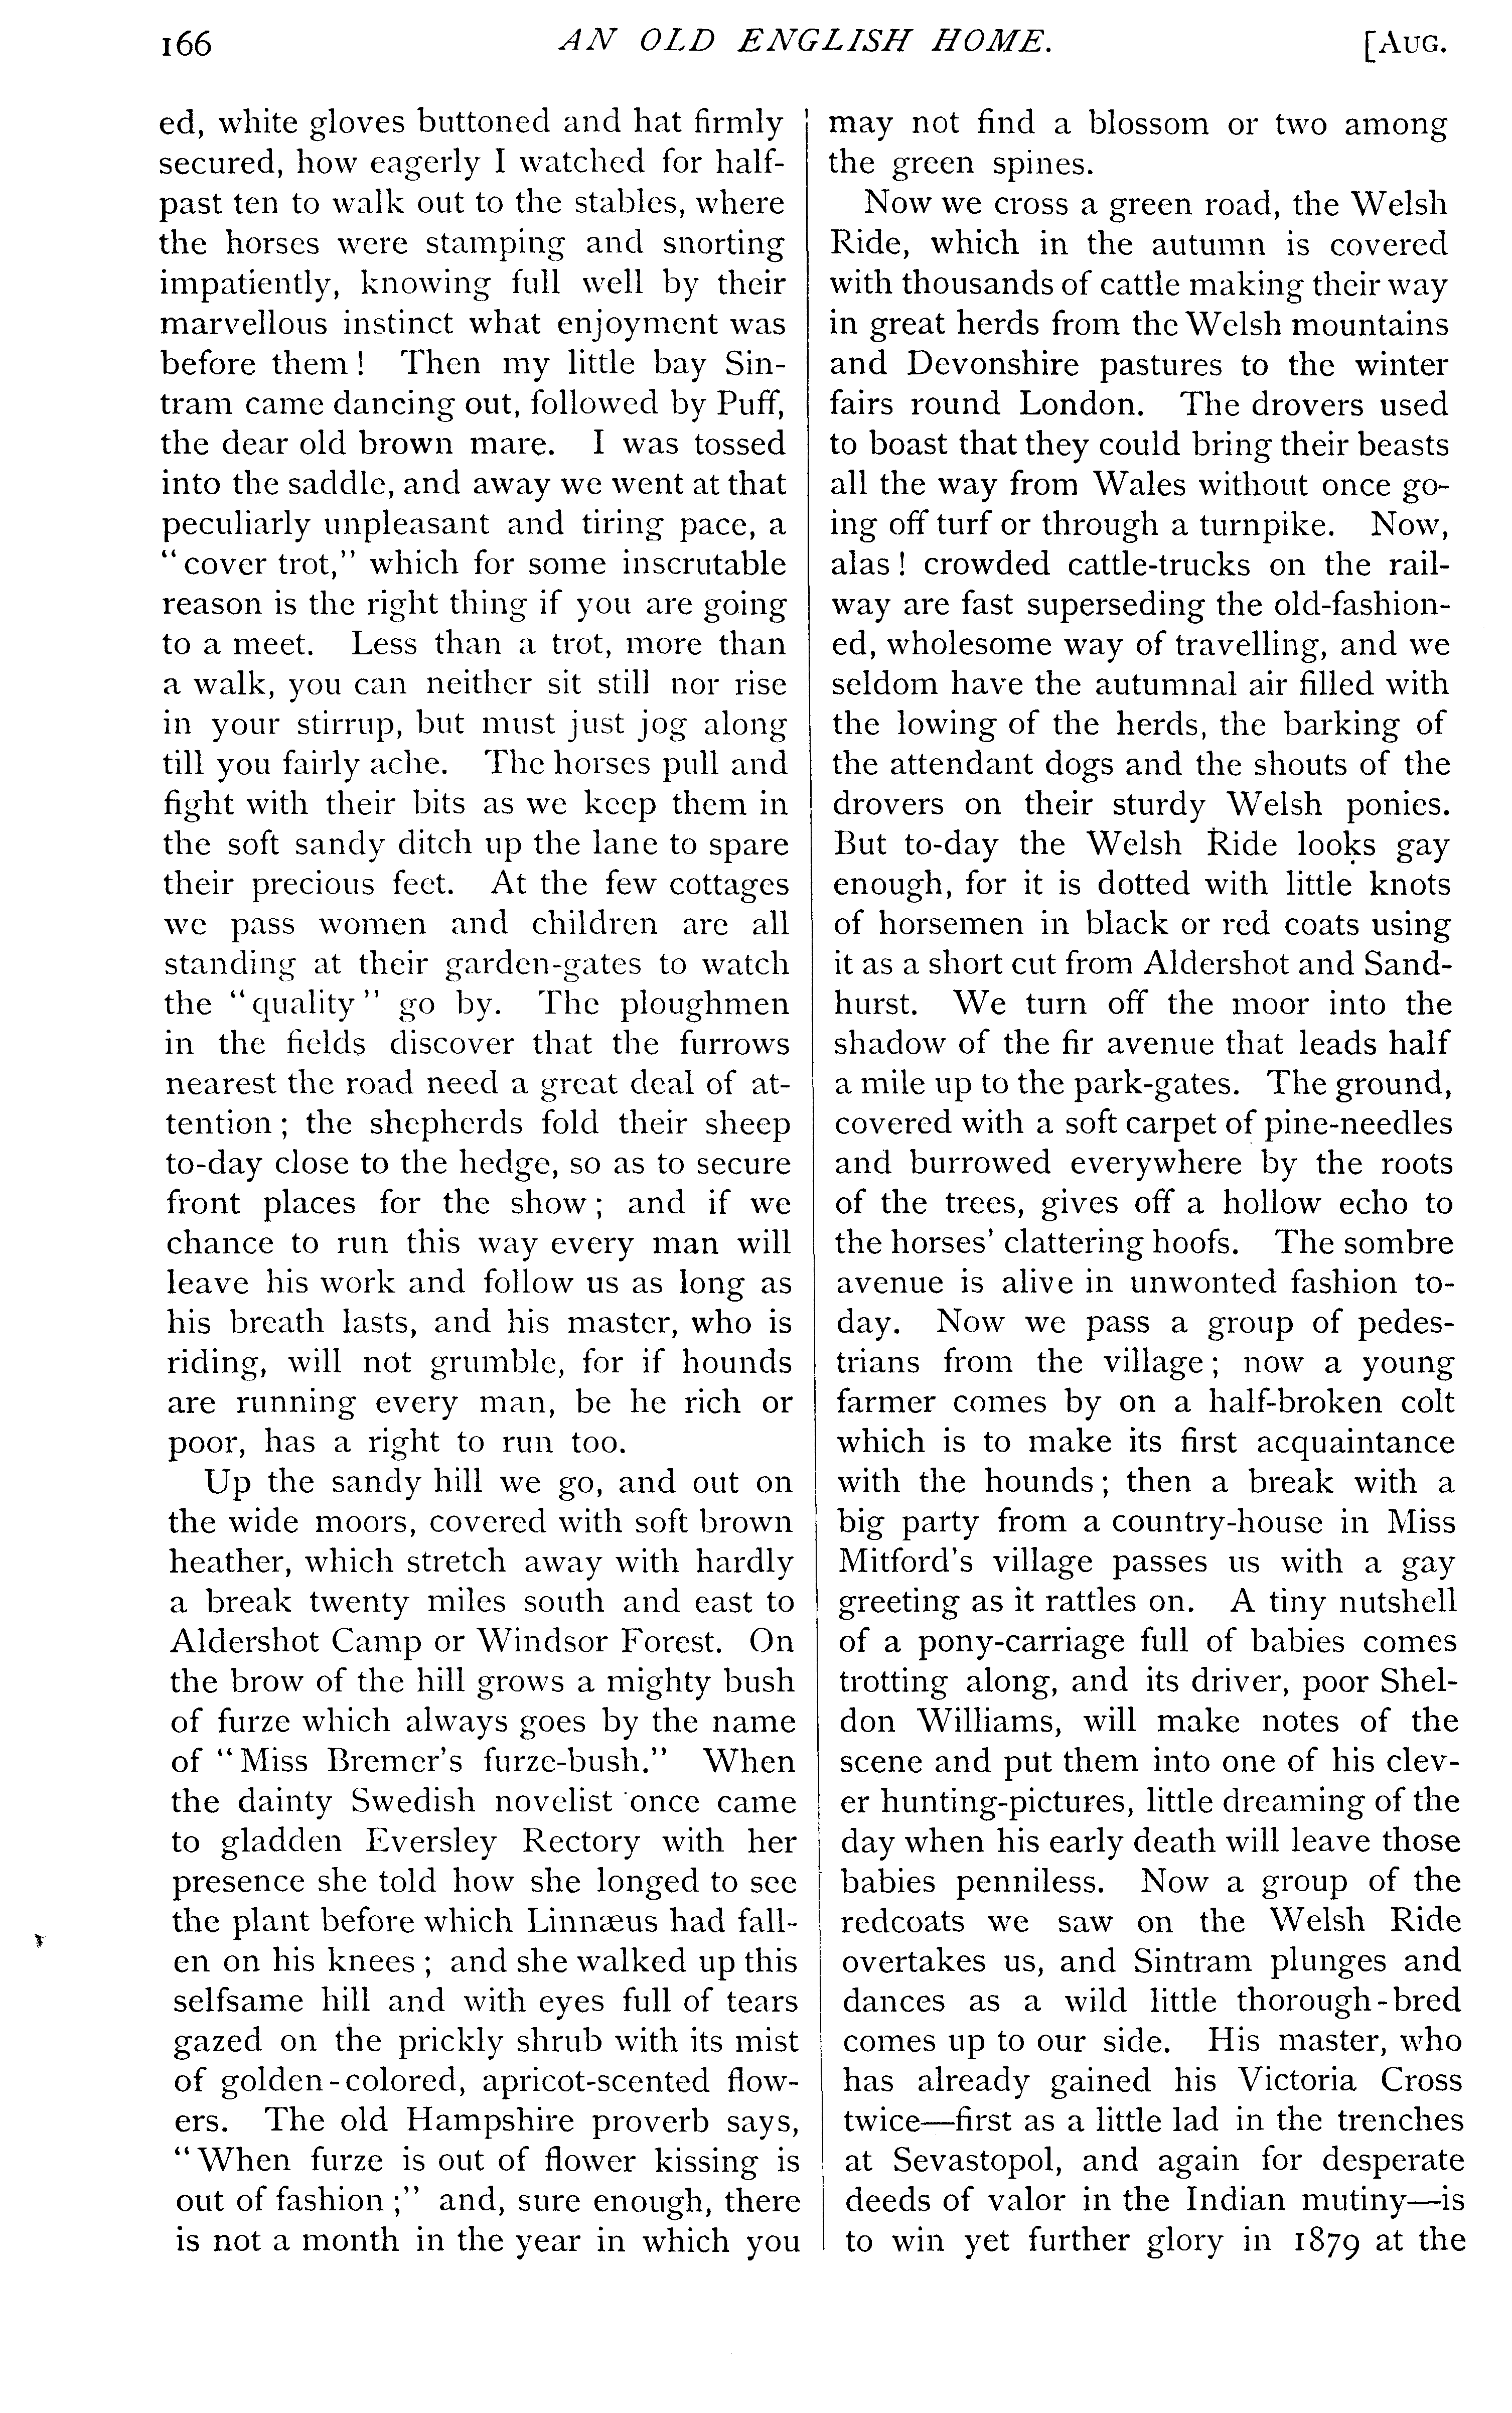 166
AN OLD ENGLISH HOME.
[AUG.
ed, white gloves buttoned and hat firmly
secured, how eagerly I watched for half-
past ten to walk out to the stables, where
the horses were stamping and snorting
impatiently, knowing full well by their
marvellous instinct what enjoyment was
before them! Then my little bay Sin-
tram came dancing out, followed by Puff,
the dear old brown mare. I was tossed
into the saddle, and away we went at that
peculiarly unpleasant and tiring pace, a
"cover trot," which for some inscrutable
reason is the right thing if you are going
to a meet. Less than a trot, more than
a walk, you can neither sit still nor rise
in your stirrup, but must just jog along
till you fairly ache. The horses pull and
fight with their bits as we keep them in
the soft sandy ditch up the lane to spare
their precious feet. At the few cottages
we pass women and children are all
standing at their garden-gates to watch
the "quality" go by. The ploughmen
in the fields discover that the furrows
nearest the road need a great deal of at-
tention; the shepherds fold their sheep
to-day close to the hedge, so as to secure
front places for the show; and if we
chance to run this way every man will
leave his work and follow us as long as
his breath lasts, and his master, who is
riding, will not grumble, for if hounds
are running every man, be he rich or
poor, has a right to run too.
Up the sandy hill we go, and out on
the wide moors, covered with soft brown
heather, which stretch away with hardly
a break twenty miles south and east to
Aldershot Camp or Windsor Forest. On
the brow of the hill grows a mighty bush
of furze which always goes by the name
of "Miss Bremer's furze-bush." When
the dainty Swedish novelist once came
to gladden Eversley Rectory with her
presence she told how she longed to see
the plant before which Linnæus had fall-
en on his knees; and she walked up this
selfsame hill and with eyes full of tears
gazed on the prickly shrub with its mist
of golden-colored, apricot-scented flow-
ers. The old Hampshire proverb says,
"When furze is out of flower kissing is
out of fashion;" and, sure enough, there
is not a month in the year in which you
may not find a blossom or two among
the green spines.
Now we cross a green road, the Welsh
Ride, which in the autumn is covered
with thousands of cattle making their way
in great herds from the Welsh mountains
and Devonshire pastures to the winter
fairs round London. The drovers used
to boast that they could bring their beasts
all the way from Wales without once go-
ing off turf or through a turnpike. Now,
alas! crowded cattle-trucks on the rail-
way are fast superseding the old-fashion-
ed, wholesome way of travelling, and we
seldom have the autumnal air filled with
the lowing of the herds, the barking of
the attendant dogs and the shouts of the
drovers on their sturdy Welsh ponies.
But to-day the Welsh Ride looks gay
enough, for it is dotted with little knots
of horsemen in black or red coats using
it as a short cut from Aldershot and Sand-
hurst. We turn off the moor into the
shadow of the fir avenue that leads half
a mile up to the park-gates. The ground,
covered with a soft carpet of pine-needles
and burrowed everywhere by the roots
of the trees, gives off a hollow echo to
the horses' clattering hoofs. The sombre
avenue is alive in unwonted fashion to-
day. Now we pass a group of pedes-
trians from the village; now a young
farmer comes by on a half-broken colt
which is to make its first acquaintance
with the hounds; then a break with a
big party from a country-house in Miss
Mitford's village passes us with a gay
greeting as it rattles on. A tiny nutshell
of a pony-carriage full of babies comes
trotting along, and its driver, poor Shel-
don Williams, will make notes of the
scene and put them into one of his clev-
er hunting-pictures, little dreaming of the
day when his early death will leave those
babies penniless. Now a group of the
redcoats we saw on the Welsh Ride
overtakes us, and Sintram plunges and
dances as a wild little thorough-bred
comes up to our side. His master, who
has already gained his Victoria Cross
twice—first as a little lad in the trenches
at Sevastopol, and again for desperate
deeds of valor in the Indian mutiny—is
to win yet further glory in 1879 at the